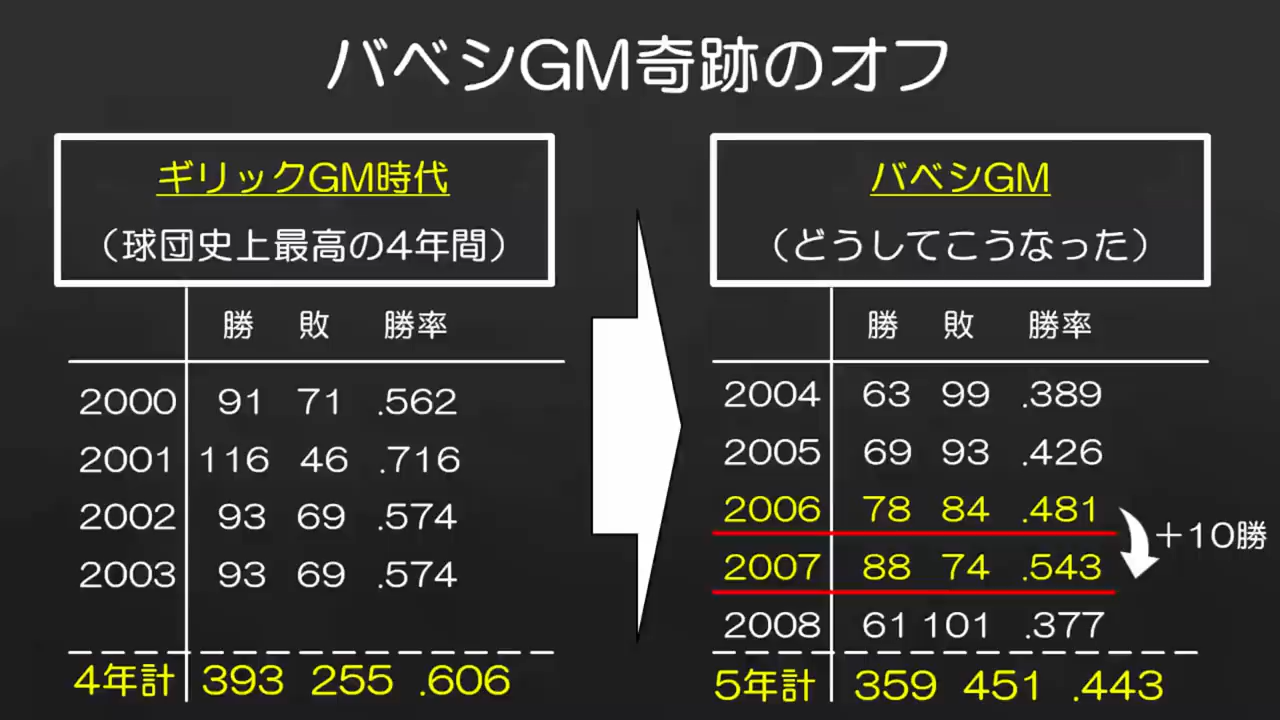 バベシGM奇跡のオフ
ギリックGM時代
（球団史上最高の4年間）
勝 敗 勝率
2000 91 71 .562
2001 116 46 .716
2002 93 69 .574
2003 93 69 .574
4年計 393 255 .606
バベシGM
（どうしてこうなった）
勝 敗 勝率
2004 63 99 .389
2005 69 93 .426
2006 78 84 .481
+10勝
2007 88 74 .543
2008 61 101 .377
5年計 359 451 .443